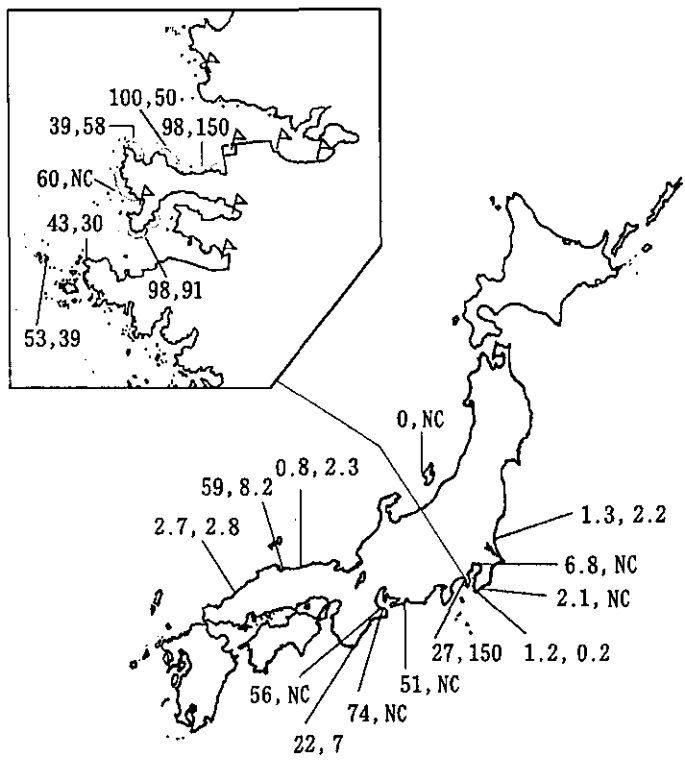 100,50
39,58
98,150
60,NC
43,30
98,91
53,39
0,NC
0.8,2.3
59,8.2
2.7,2.8
1.3,2.2
6.8,NC
2.1,NC
27,150
1.2,0.2
51,NC
56,NC
74,NC
22,7